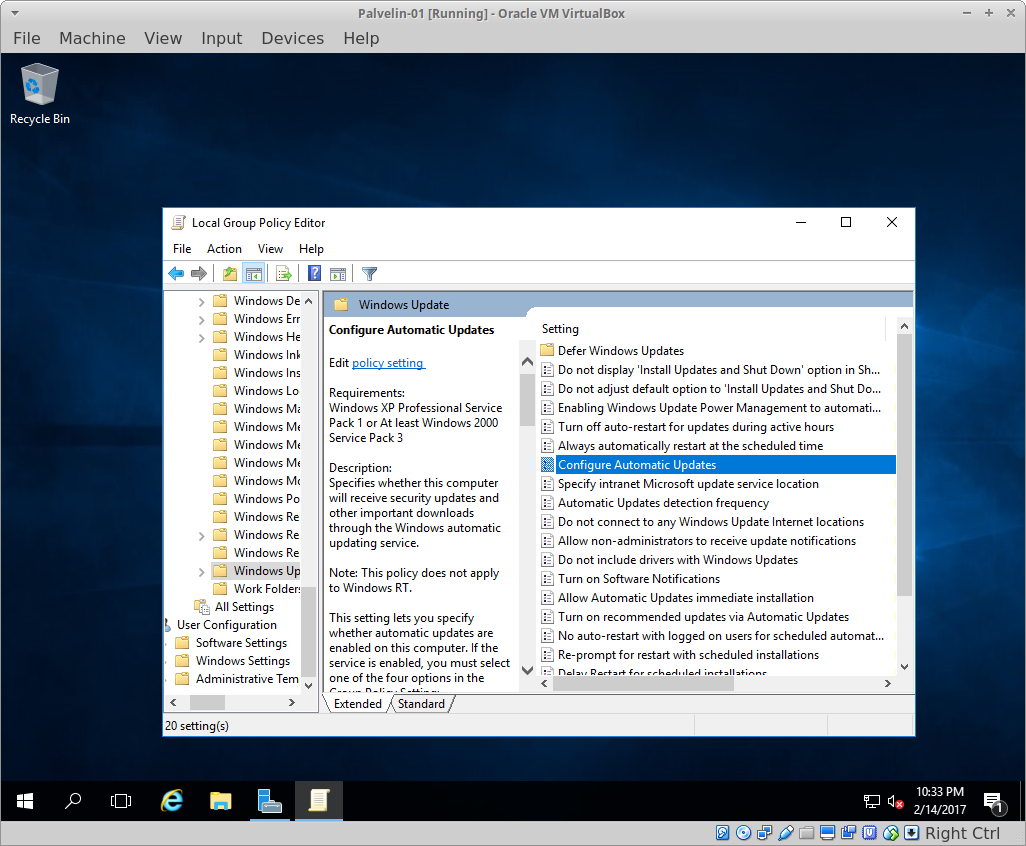 Palvelin-01 [Running] - Oracle VM VirtualBox
File Machine View Input Devices Help
Recycle Bin
Local Group Policy Editor
File Action View Help
Windows De
Windows Err
Windows He
Windows Ink
Windows Ins
Windows Lo
Windows Ma
Windows Me
Windows Me
Windows Me
Windows Mo
Windows Po
Windows Re
Windows Re
Windows Re
Windows Up
Work Folders
All Settings
User Configuration
Software Settings
Windows Settings
Administrative Tem
Windows Update
Configure Automatic Updates
Edit policy setting
Requirements:
Windows XP Professional Service
Pack 1 or At least Windows 2000
Service Pack 3
Description:
Specifies whether this computer
will receive security updates and
other important downloads
through the Windows automatic
updating service.
Note: This policy does not apply
to Windows RT.
This setting lets you specify
whether automatic updates are
enabled on this computer. If the
service is enabled, you must select
one of the four options in the
Group Policy Setting:
Setting
Defer Windows Updates
Do not display 'Install Updates and Shut Down' option in Sh...
Do not adjust default option to 'Install Updates and Shut Do...
Enabling Windows Update Power Management to automati...
Turn off auto-restart for updates during active hours
Always automatically restart at the scheduled time
Configure Automatic Updates
Specify intranet Microsoft update service location
Automatic Updates detection frequency
Do not connect to any Windows Update Internet locations
Allow non-administrators to receive update notifications
Do not include drivers with Windows Updates
Turn on Software Notifications
Allow Automatic Updates immediate installation
Turn on recommended updates via Automatic Updates
No auto-restart with logged on users for scheduled automat...
Re-prompt for restart with scheduled installations
Delay Restart for scheduled installations
Extended Standard
20 setting(s)
10:33 PM
2/14/2017
1
Right Ctrl